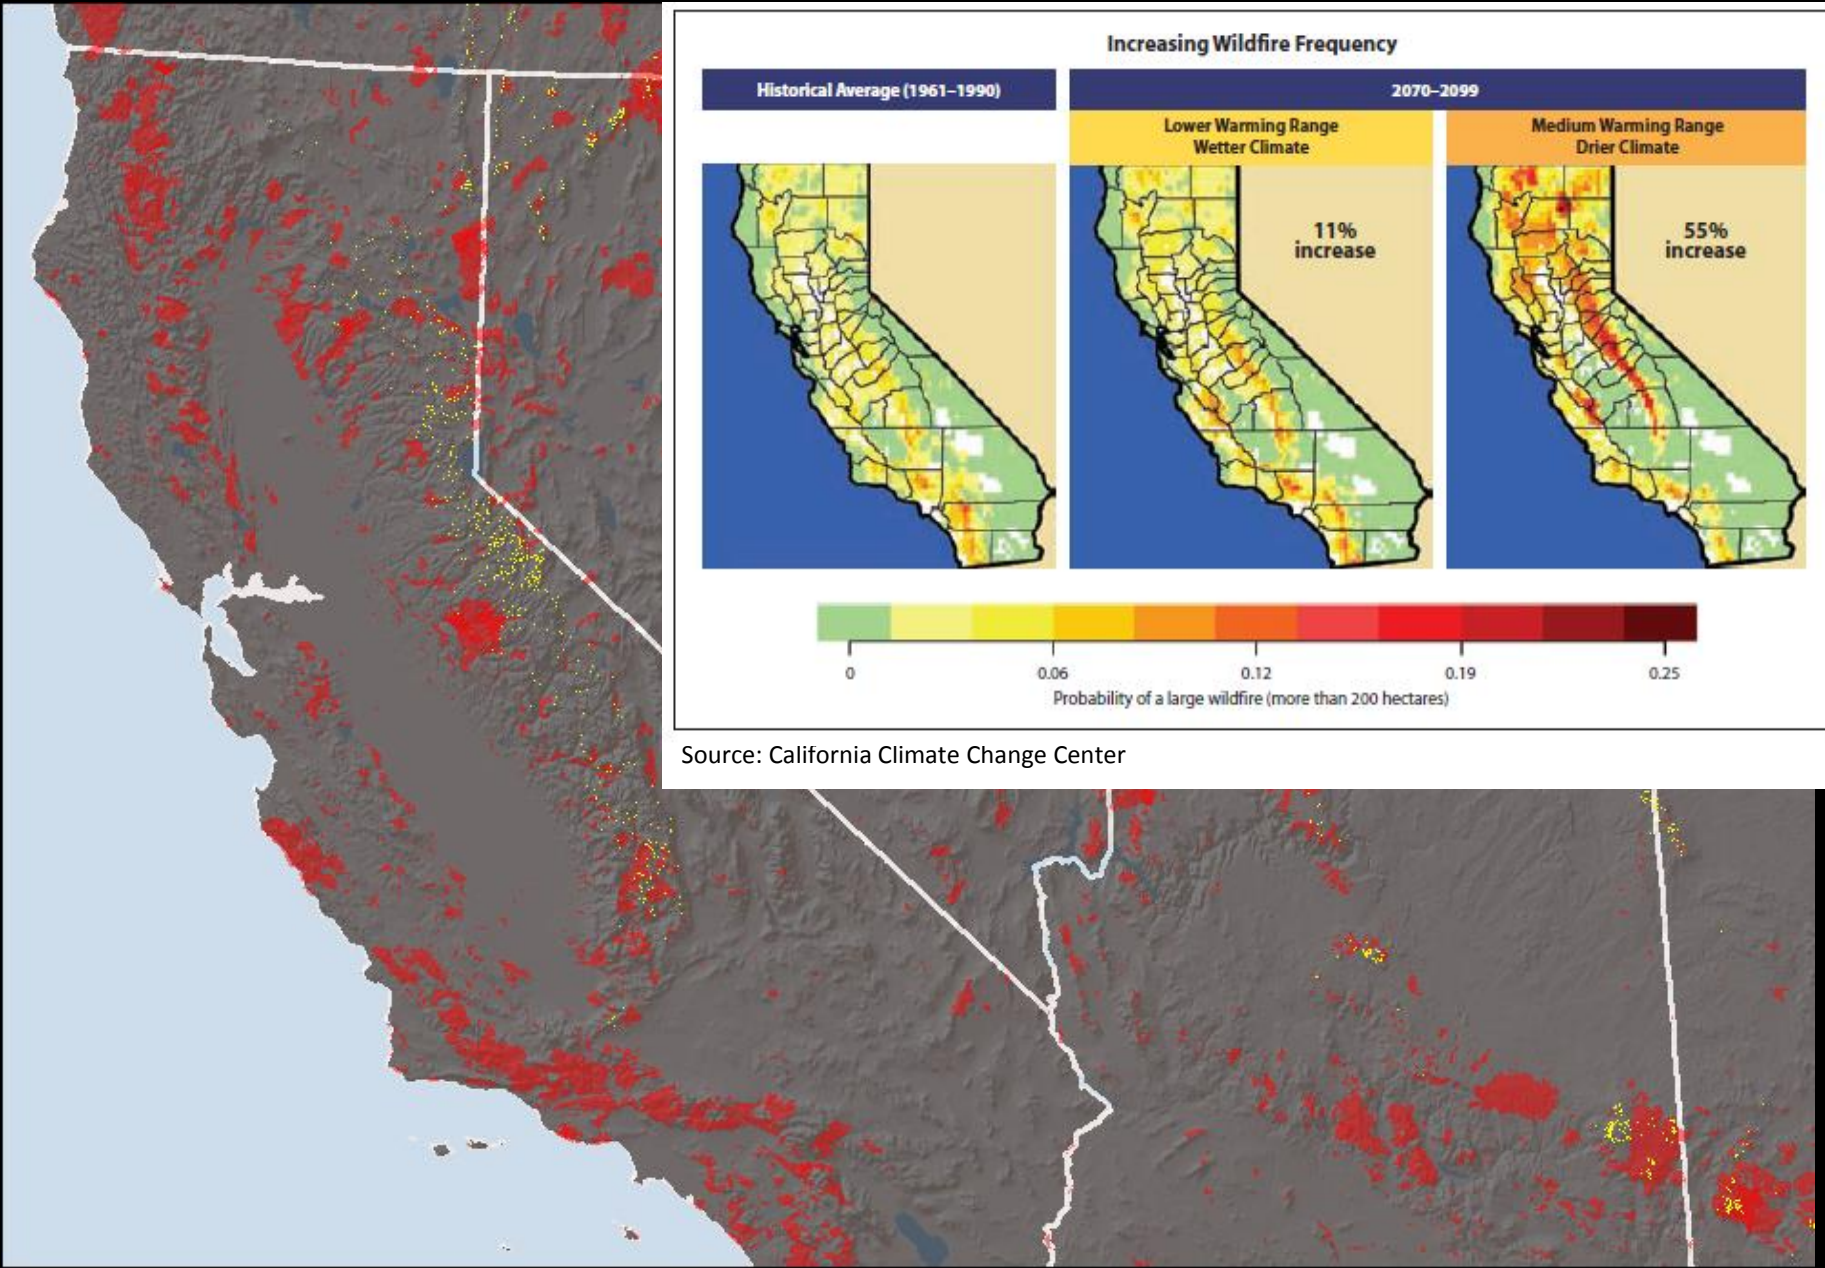 Increasing Wildfire Frequency
Historical Average (1961–1990)
2070–2099
Lower Warming Range
Wetter Climate
Medium Warming Range
Drier Climate
11%
increase
55%
increase
0 0.06 0.12 0.19 0.25
Probability of a large wildfire (more than 200 hectares)
Source: California Climate Change Center